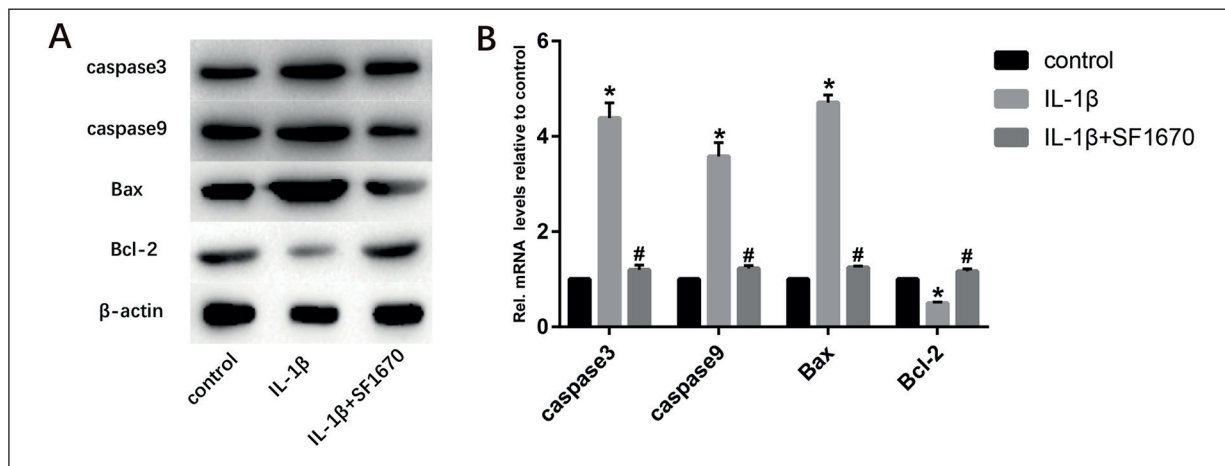 A
caspase3
caspase9
Bax
Bcl-2
β-actin
control
IL-1β
IL-1β+SF1670
B
Rel. mRNA levels relative to control
6
4
2
0
*
#
*
#
*
#
*
#
caspase3
caspase9
Bax
Bcl-2
control
IL-1β
IL-1β+SF1670